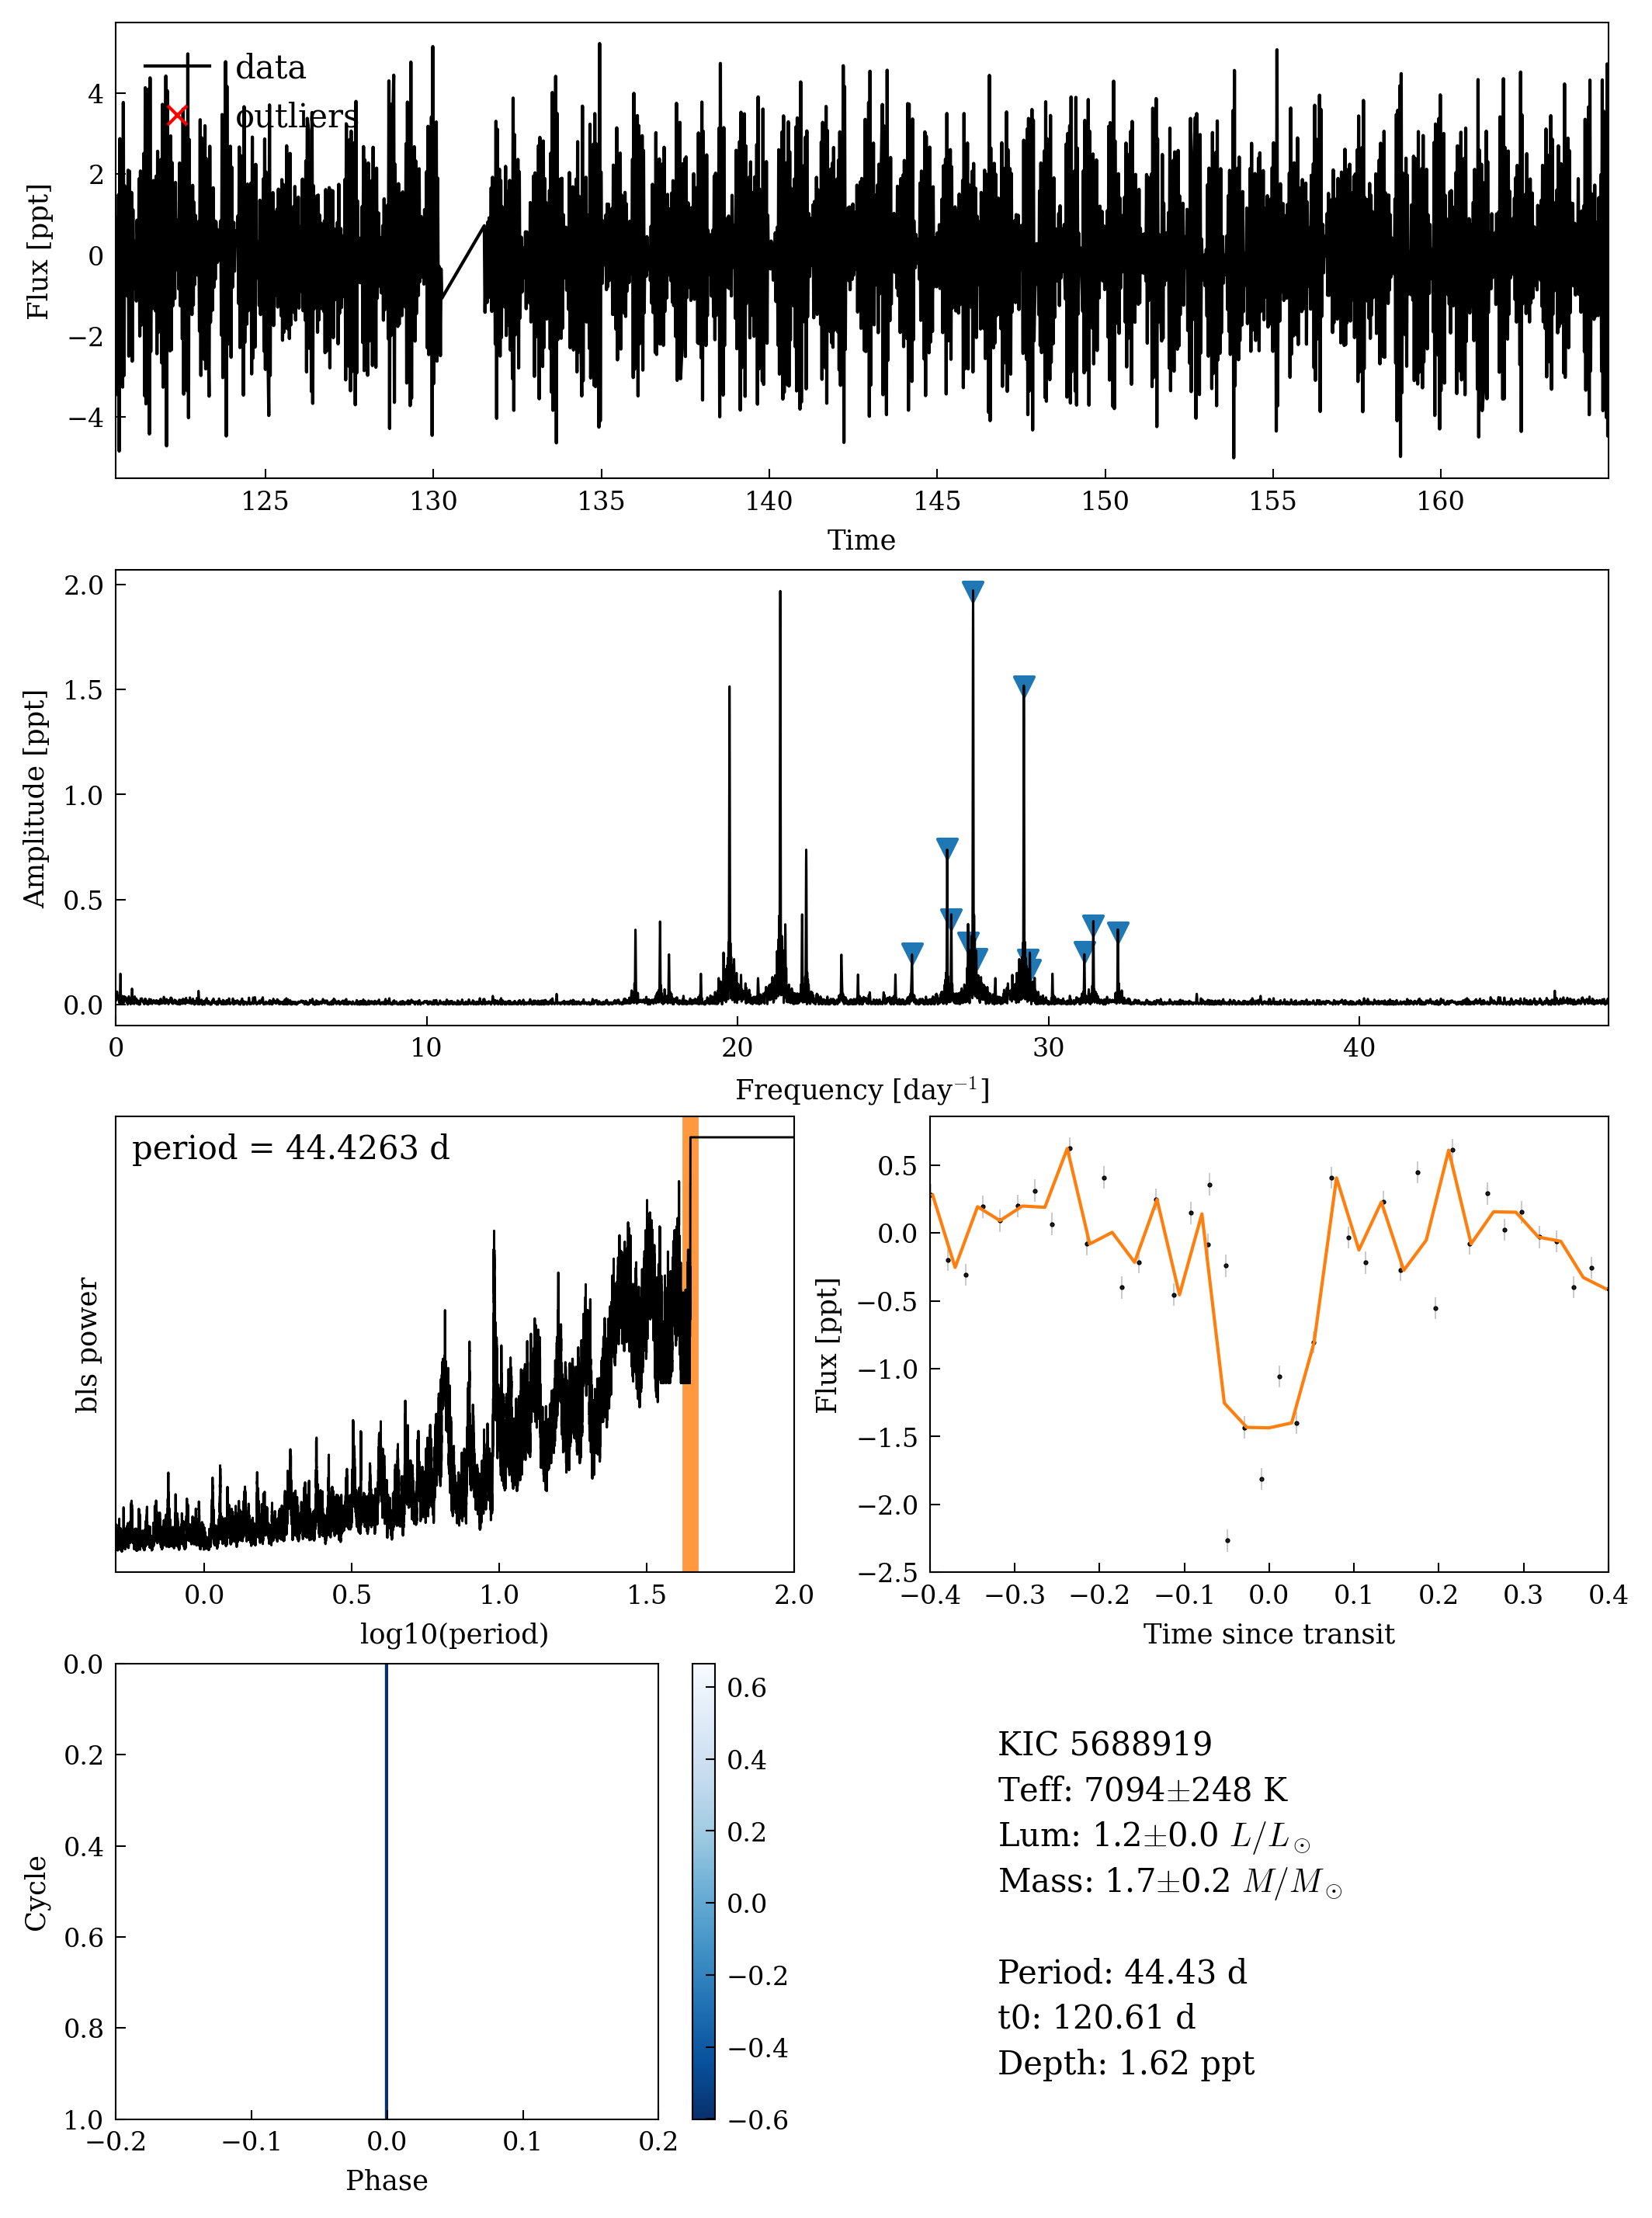 data
outliers
4
2
0
−2
−4
Flux [ppt]
125 130 135 140 145 150 155 160
Time
2.0
1.5
1.0
0.5
0.0
Amplitude [ppt]
0 10 20 30 40
Frequency [day⁻¹]
period = 44.4263 d
bls power
0.0 0.5 1.0 1.5 2.0
log10(period)
0.5
0.0
−0.5
−1.0
−1.5
−2.0
−2.5
Flux [ppt]
−0.4 −0.3 −0.2 −0.1 0.0 0.1 0.2 0.3 0.4
Time since transit
0.0
0.2
0.4
0.6
0.8
1.0
Cycle
−0.2 −0.1 0.0 0.1 0.2
Phase
0.6
0.4
0.2
0.0
−0.2
−0.4
−0.6
KIC 5688919
Teff: 7094±248 K
Lum: 1.2±0.0 L/L⊙
Mass: 1.7±0.2 M/M⊙
Period: 44.43 d
t0: 120.61 d
Depth: 1.62 ppt